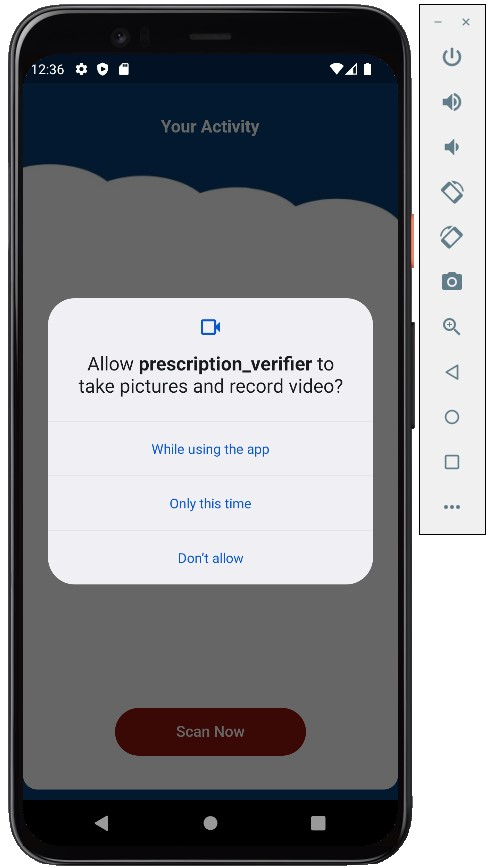 12:36
Your Activity
Allow prescription_verifier to
take pictures and record video?
While using the app
Only this time
Don't allow
Scan Now